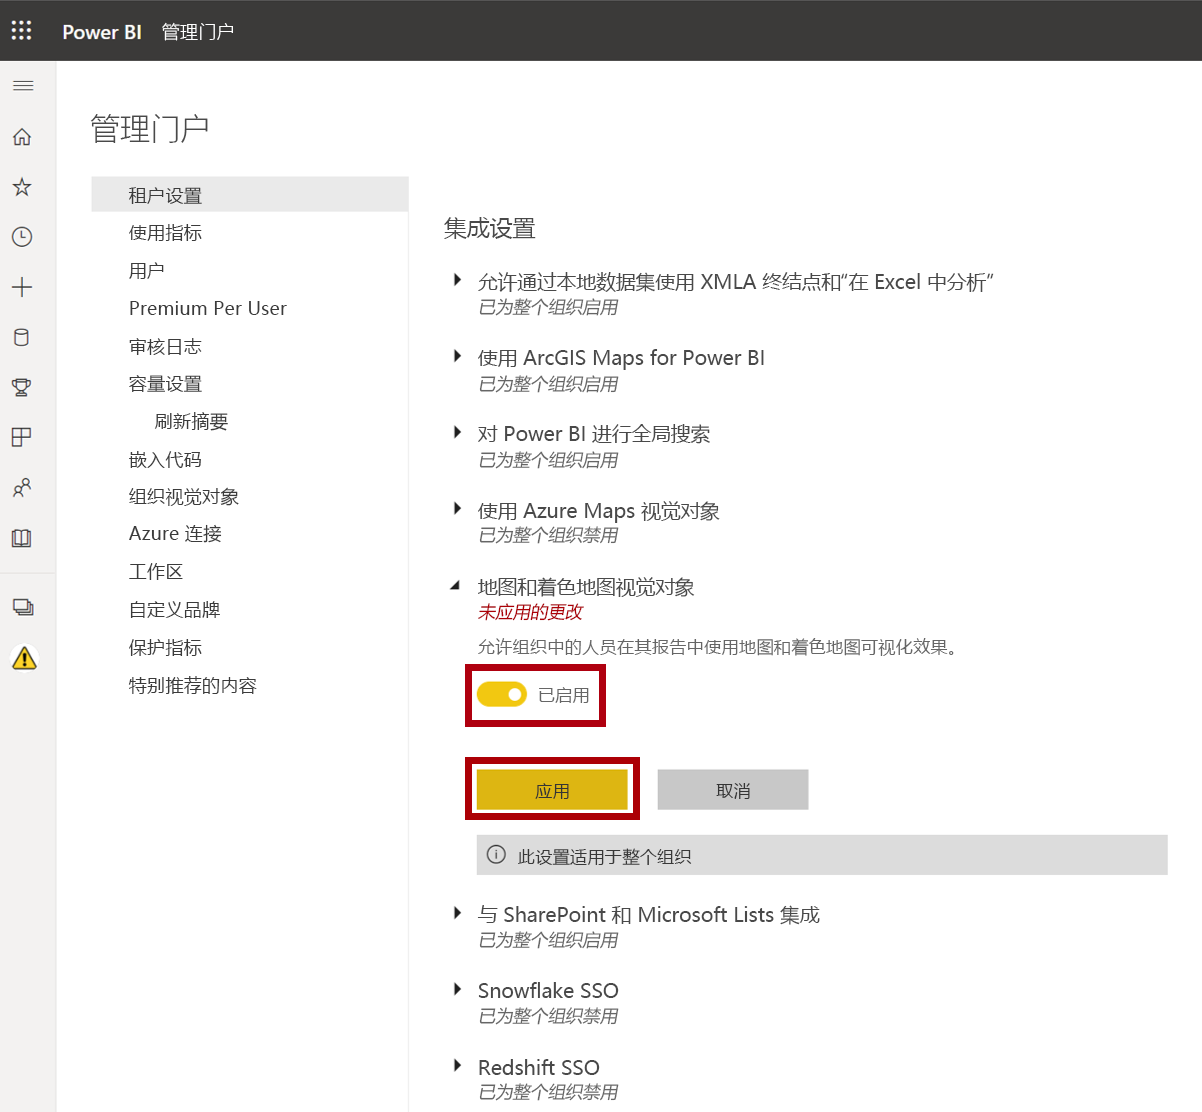 Power BI 管理门户
管理门户
租户设置
使用指标
用户
Premium Per User
审核日志
容量设置
刷新摘要
嵌入代码
组织视觉对象
Azure 连接
工作区
自定义品牌
保护指标
特别推荐的内容
集成设置
允许通过本地数据集使用 XMLA 终结点和“在 Excel 中分析”
已为整个组织启用
使用 ArcGIS Maps for Power BI
已为整个组织启用
对 Power BI 进行全局搜索
已为整个组织启用
使用 Azure Maps 视觉对象
已为整个组织禁用
地图和着色地图视觉对象
未应用的更改
允许组织中的人员在其报告中使用地图和着色地图可视化效果。
已启用
应用 取消
此设置适用于整个组织
与 SharePoint 和 Microsoft Lists 集成
已为整个组织启用
Snowflake SSO
已为整个组织禁用
Redshift SSO
已为整个组织禁用